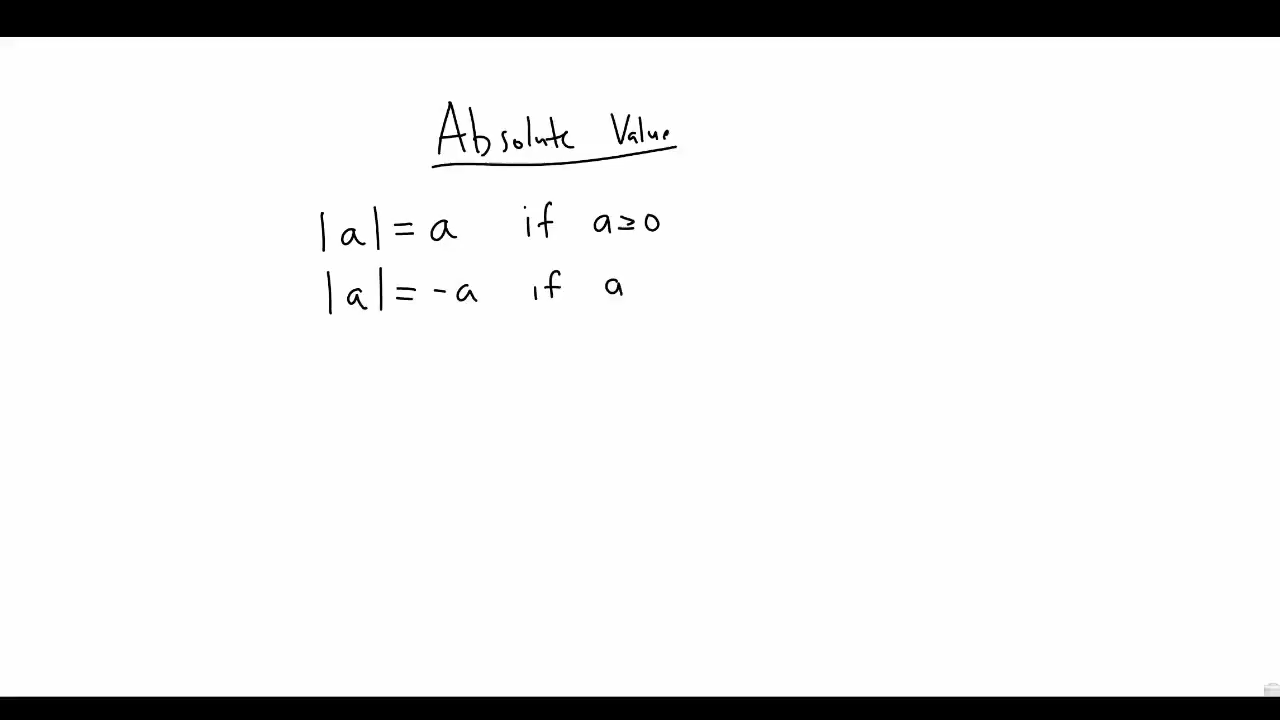 Absolute Value
|a| = a if a ≥ 0
|a| = -a if a